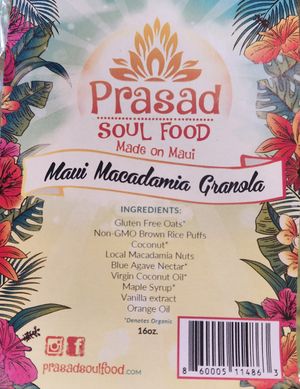 Prasad
SOUL FOOD
Made on Maui
Maui Macadamia Granola
INGREDIENTS:
Gluten Free Oats*
Non-GMO Brown Rice Puffs
Coconut*
Local Macadamia Nuts
Blue Agave Nectar*
Virgin Coconut Oil*
Maple Syrup*
Vanilla extract
Orange Oil
*Denotes Organic
16oz.
prasadsoulfood.com
8 60005 11486 3